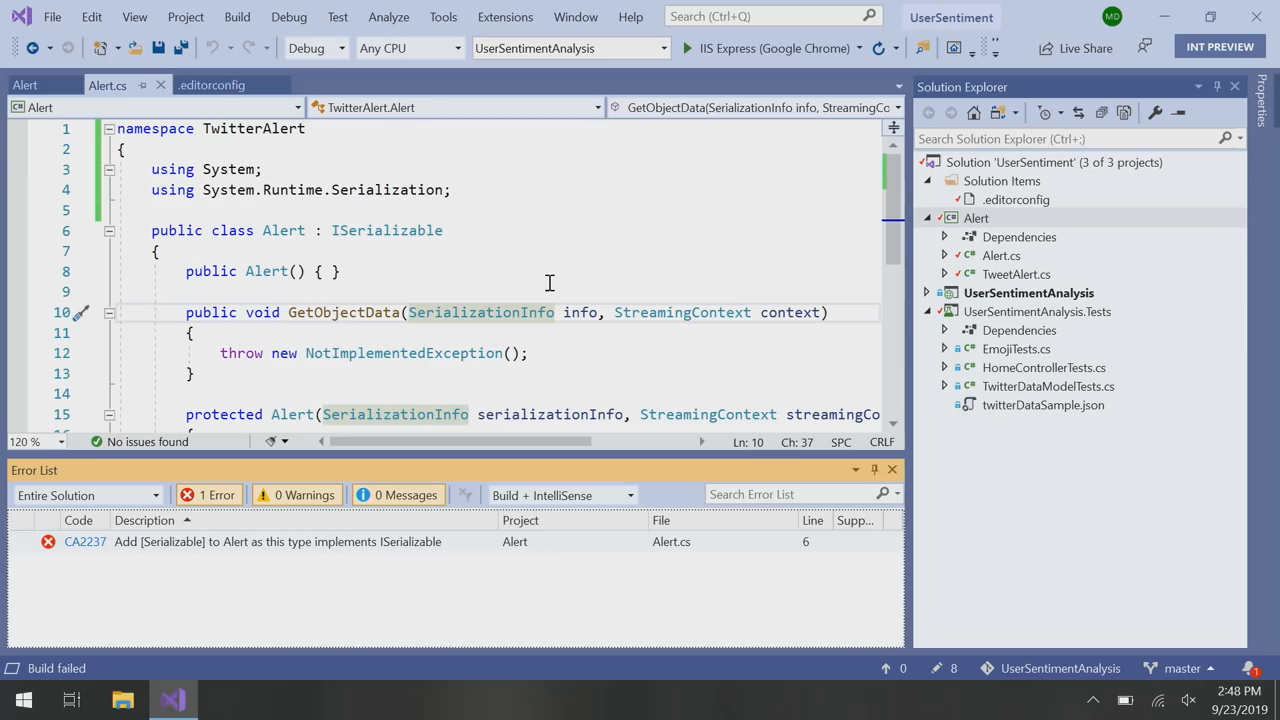 File Edit View Project Build Debug Test Analyze Tools Extensions Window Help Search (Ctrl+Q) UserSentiment MD
Debug Any CPU UserSentimentAnalysis IIS Express (Google Chrome) Live Share INT PREVIEW
Alert Alert.cs .editorconfig
Alert TwitterAlert.Alert GetObjectData(SerializationInfo info, StreamingCo
1 namespace TwitterAlert
2 {
3 using System;
4 using System.Runtime.Serialization;
5
6 public class Alert : ISerializable
7 {
8 public Alert() { }
9
10 public void GetObjectData(SerializationInfo info, StreamingContext context)
11 {
12 throw new NotImplementedException();
13 }
14
15 protected Alert(SerializationInfo serializationInfo, StreamingContext streamingCo
120 % No issues found Ln: 10 Ch: 37 SPC CRLF
Error List
Entire Solution 1 Error 0 Warnings 0 Messages Build + IntelliSense Search Error List
Code Description Project File Line Supp...
CA2237 Add [Serializable] to Alert as this type implements ISerializable Alert Alert.cs 6
Solution Explorer
Search Solution Explorer (Ctrl+;)
Solution 'UserSentiment' (3 of 3 projects)
Solution Items
.editorconfig
C# Alert
Dependencies
C# Alert.cs
C# TweetAlert.cs
UserSentimentAnalysis
UserSentimentAnalysis.Tests
Dependencies
C# EmojiTests.cs
C# HomeControllerTests.cs
C# TwitterDataModelTests.cs
twitterDataSample.json
Properties
Build failed 0 8 UserSentimentAnalysis master 1
2:48 PM
9/23/2019